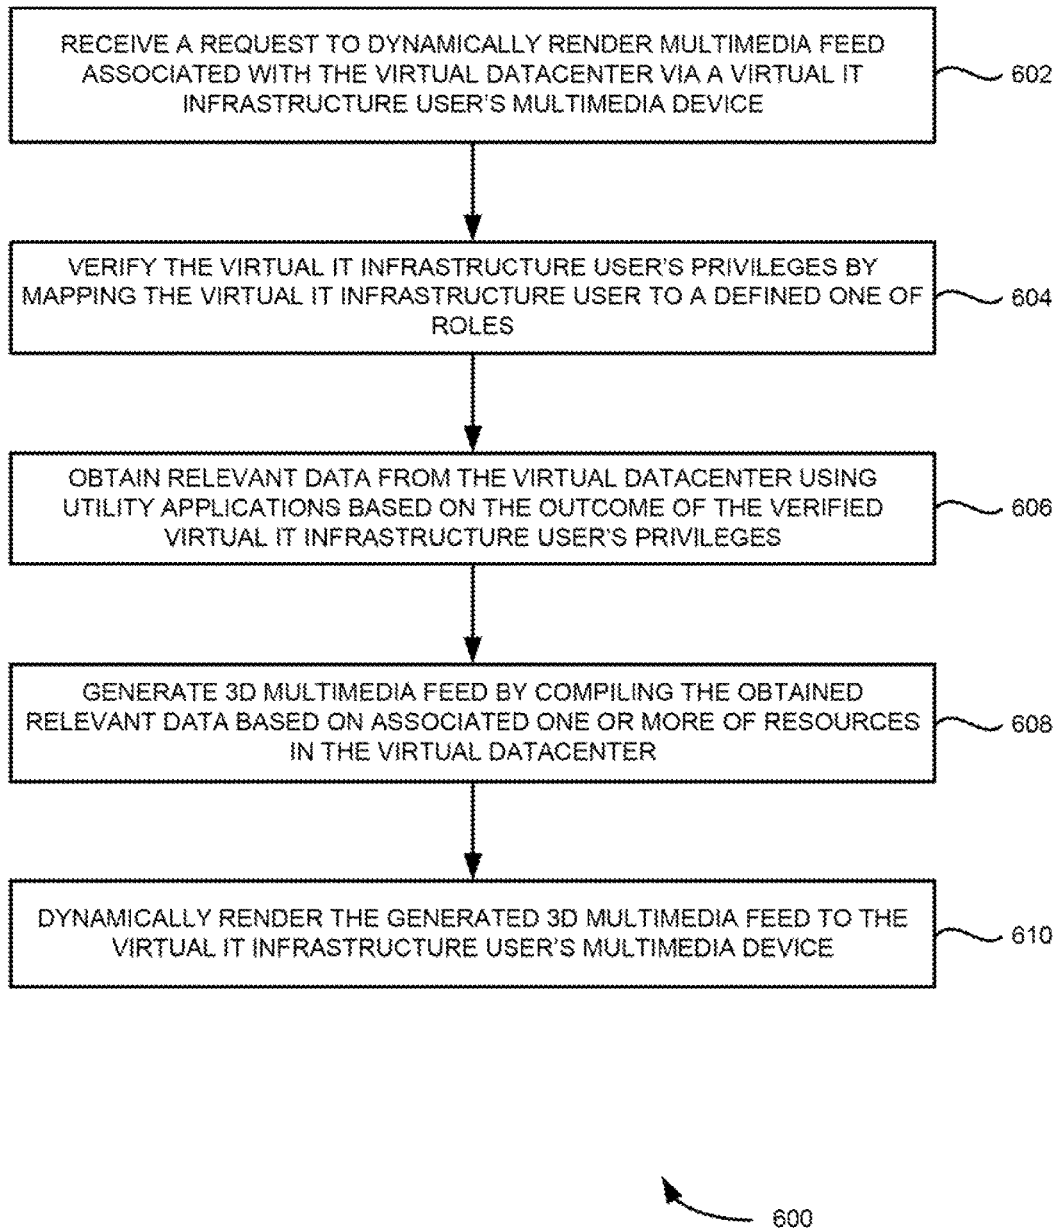 RECEIVE A REQUEST TO DYNAMICALLY RENDER MULTIMEDIA FEED
ASSOCIATED WITH THE VIRTUAL DATACENTER VIA A VIRTUAL IT
INFRASTRUCTURE USER'S MULTIMEDIA DEVICE
602
VERIFY THE VIRTUAL IT INFRASTRUCTURE USER'S PRIVILEGES BY
MAPPING THE VIRTUAL IT INFRASTRUCTURE USER TO A DEFINED ONE OF
ROLES
604
OBTAIN RELEVANT DATA FROM THE VIRTUAL DATACENTER USING
UTILITY APPLICATIONS BASED ON THE OUTCOME OF THE VERIFIED
VIRTUAL IT INFRASTRUCTURE USER'S PRIVILEGES
606
GENERATE 3D MULTIMEDIA FEED BY COMPILING THE OBTAINED
RELEVANT DATA BASED ON ASSOCIATED ONE OR MORE OF RESOURCES
IN THE VIRTUAL DATACENTER
608
DYNAMICALLY RENDER THE GENERATED 3D MULTIMEDIA FEED TO THE
VIRTUAL IT INFRASTRUCTURE USER'S MULTIMEDIA DEVICE
610
600